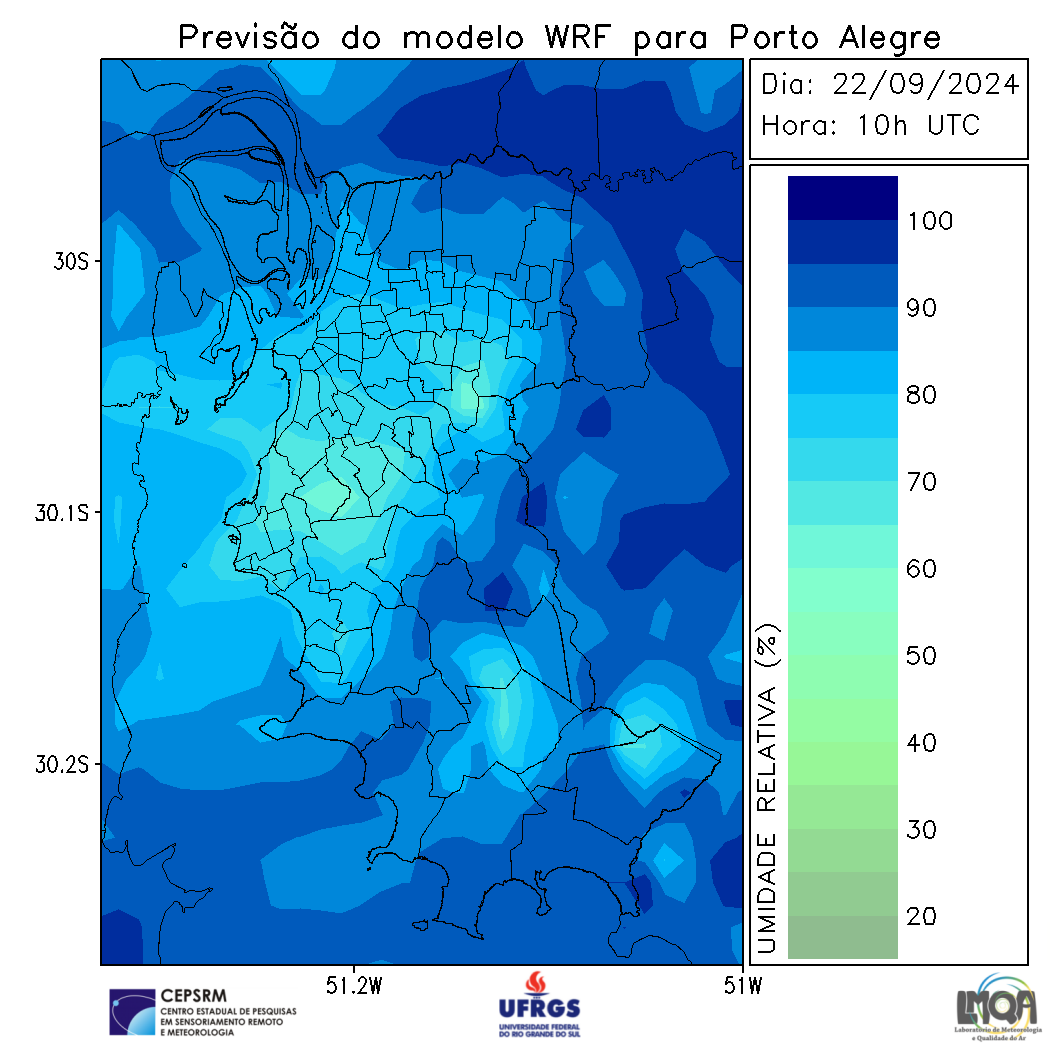 Previsão do modelo WRF para Porto Alegre
Dia: 22/09/2024
Hora: 10h UTC
100
90
80
70
60
50
40
30
20
UMIDADE RELATIVA (%)
30S
30.1S
30.2S
51.2W
51W
CEPSRM
CENTRO ESTADUAL DE PESQUISAS
EM SENSORIAMENTO REMOTO
E METEOROLOGIA
UFRGS
UNIVERSIDADE FEDERAL
DO RIO GRANDE DO SUL
LMQA
Laboratório de Meteorologia
e Qualidade do Ar